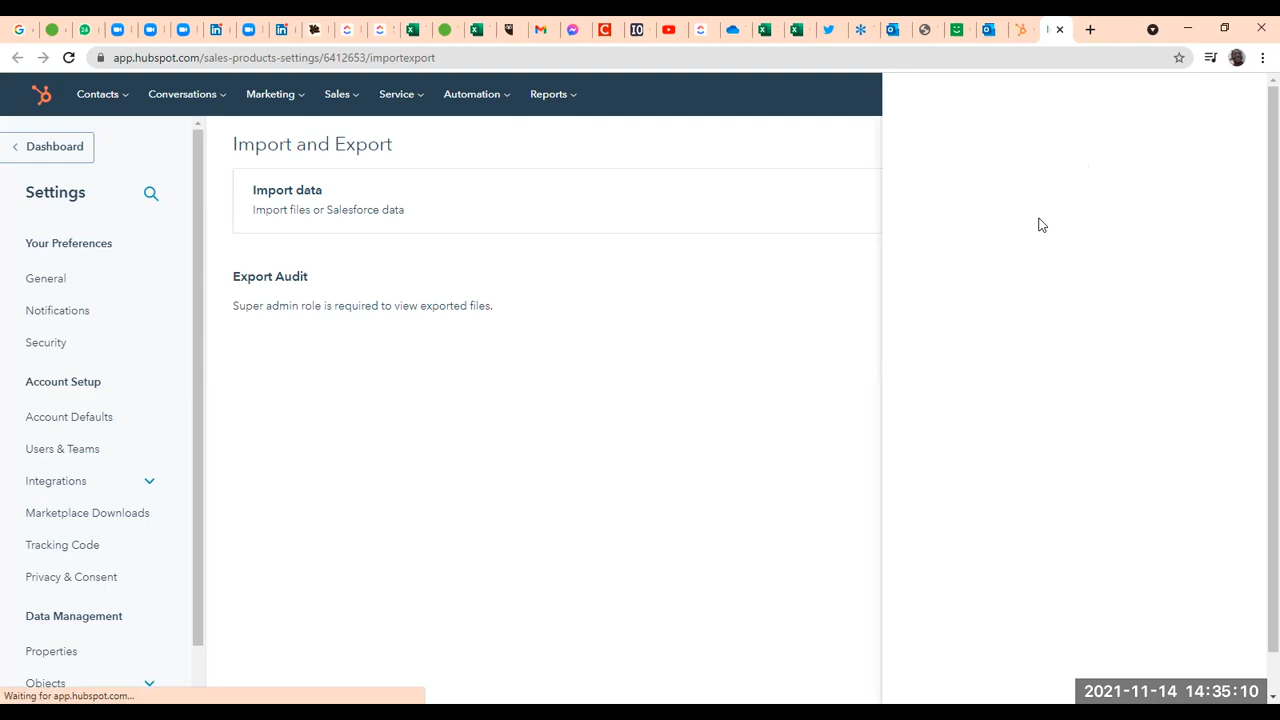 app.hubspot.com/sales-products-settings/6412653/importexport
Contacts Conversations Marketing Sales Service Automation Reports
Dashboard
Import and Export
Settings
Import data
Import files or Salesforce data
Your Preferences
General
Export Audit
Super admin role is required to view exported files.
Notifications
Security
Account Setup
Account Defaults
Users & Teams
Integrations
Marketplace Downloads
Tracking Code
Privacy & Consent
Data Management
Properties
Objects
Waiting for app.hubspot.com...
2021-11-14 14:35:10